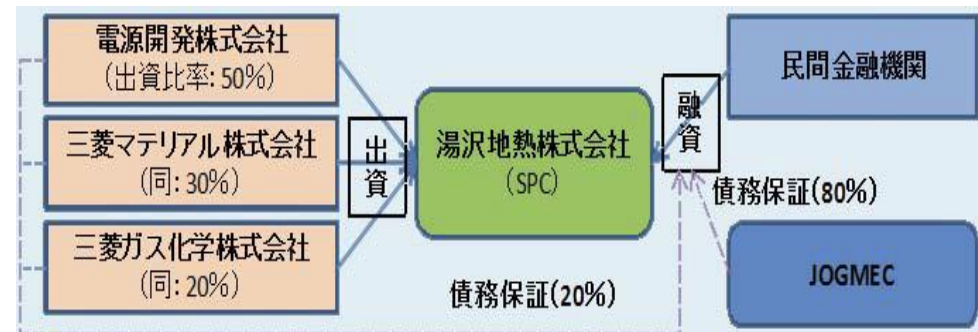 電源開発株式会社
(出資比率: 50%)
三菱マテリアル株式会社
(同: 30%)
三菱ガス化学株式会社
(同: 20%)
出資
湯沢地熱株式会社
(SPC)
融資
民間金融機関
債務保証(80%)
JOGMEC
債務保証(20%)